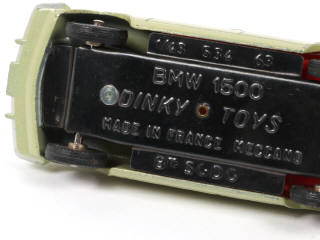 1/43 534 63
BMW 1500
DINKY TOYS
MADE IN FRANCE MECCANO
BTE SGDG